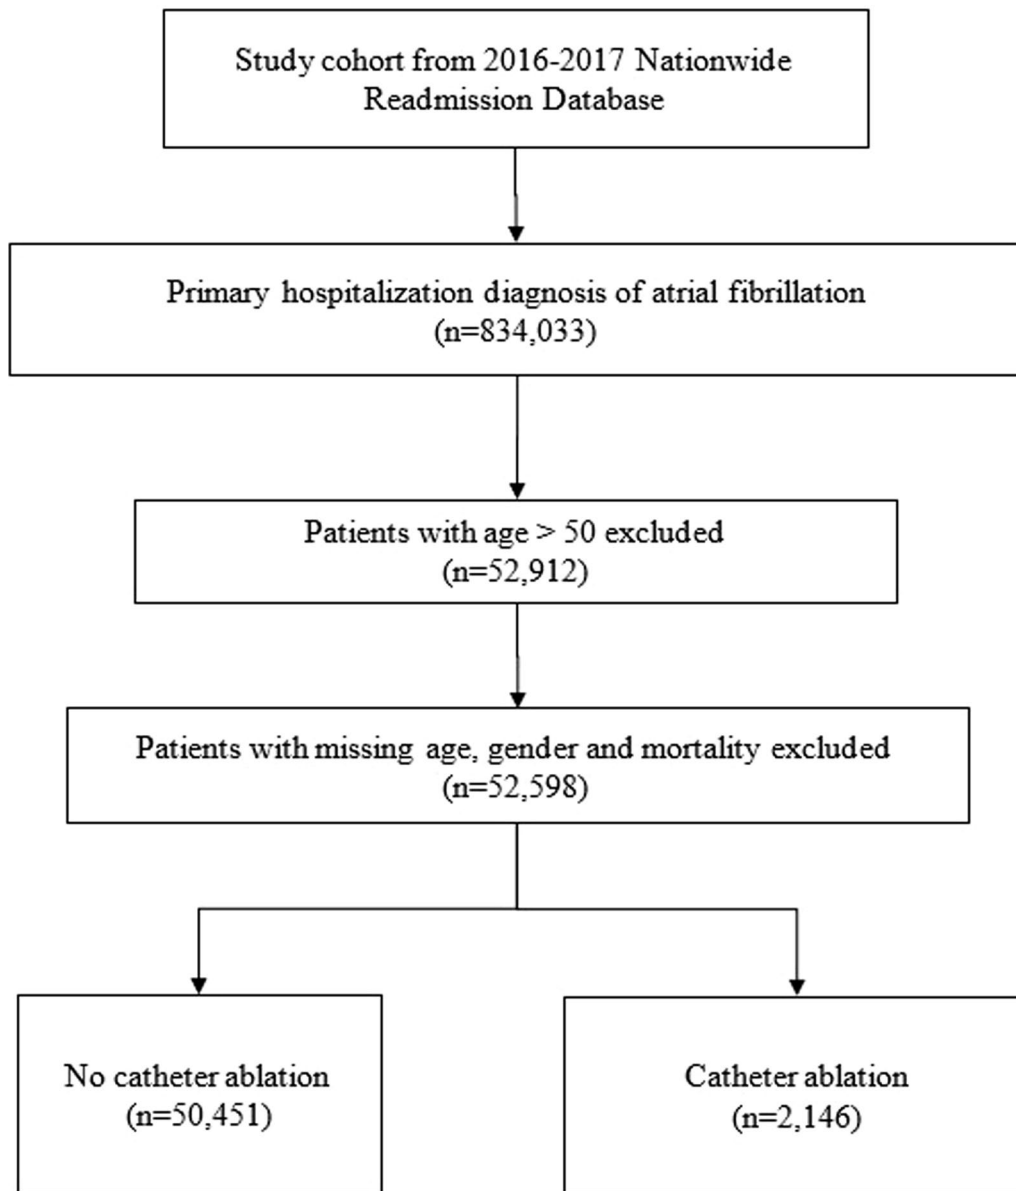 Study cohort from 2016-2017 Nationwide
Readmission Database
Primary hospitalization diagnosis of atrial fibrillation
(n=834,033)
Patients with age > 50 excluded
(n=52,912)
Patients with missing age, gender and mortality excluded
(n=52,598)
No catheter ablation
(n=50,451)
Catheter ablation
(n=2,146)